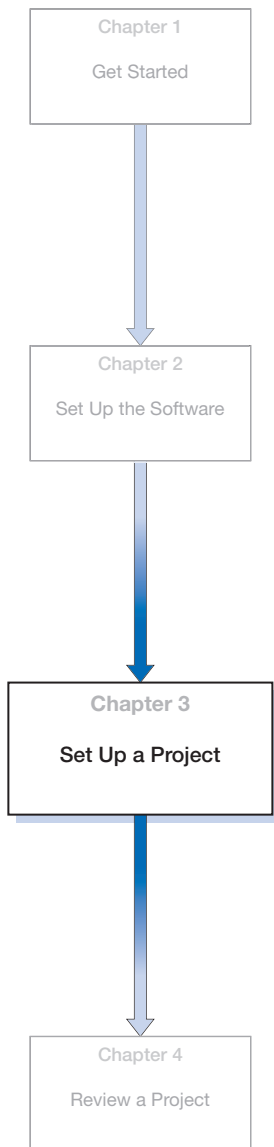 Chapter 1
Get Started
Chapter 2
Set Up the Software
Chapter 3
Set Up a Project
Chapter 4
Review a Project